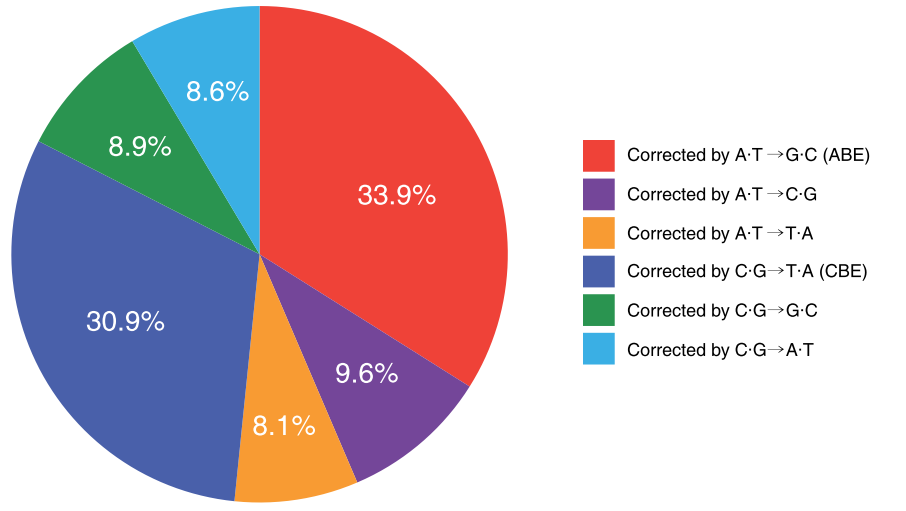 8.6%
8.9%
33.9%
30.9%
9.6%
8.1%
Corrected by A·T→G·C (ABE)
Corrected by A·T→C·G
Corrected by A·T→T·A
Corrected by C·G→T·A (CBE)
Corrected by C·G→G·C
Corrected by C·G→A·T